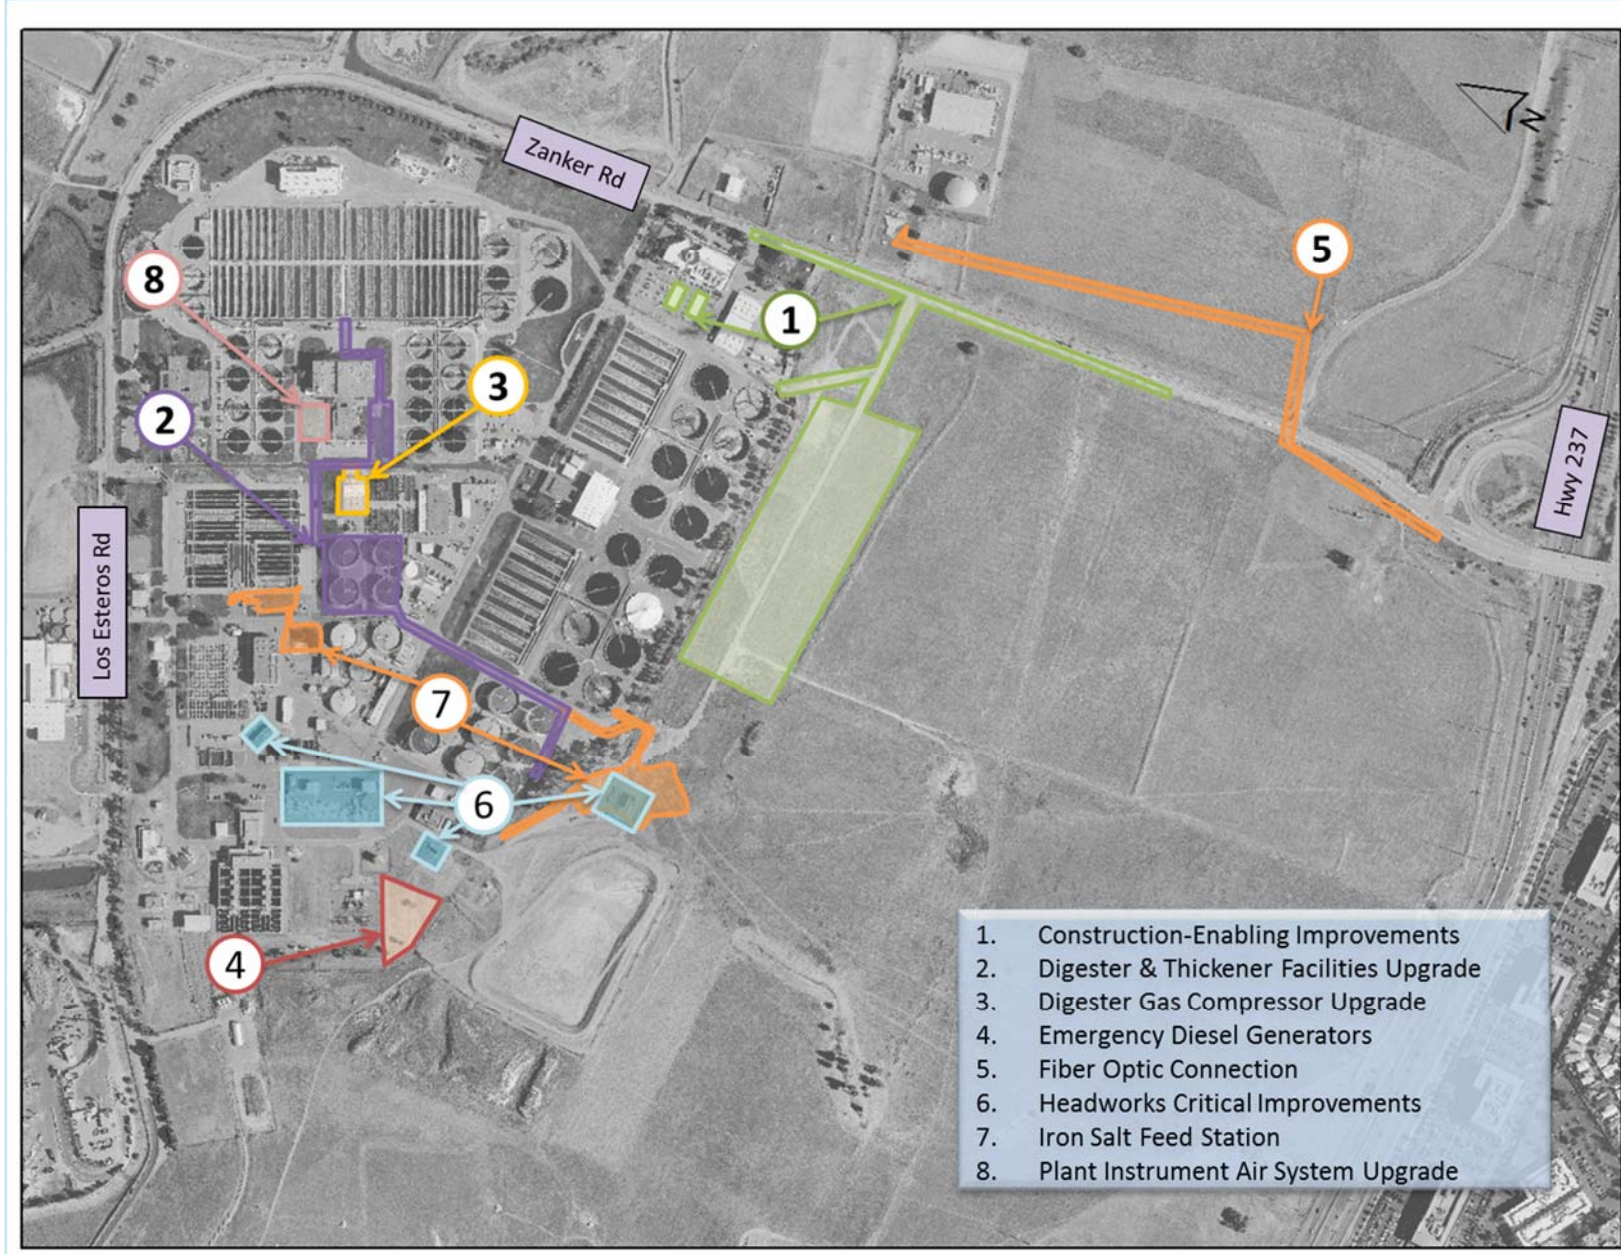 Zanker Rd
N
5
8
1
3
2
Hwy 237
Los Esteros Rd
7
6
4
1. Construction-Enabling Improvements
2. Digester & Thickener Facilities Upgrade
3. Digester Gas Compressor Upgrade
4. Emergency Diesel Generators
5. Fiber Optic Connection
6. Headworks Critical Improvements
7. Iron Salt Feed Station
8. Plant Instrument Air System Upgrade